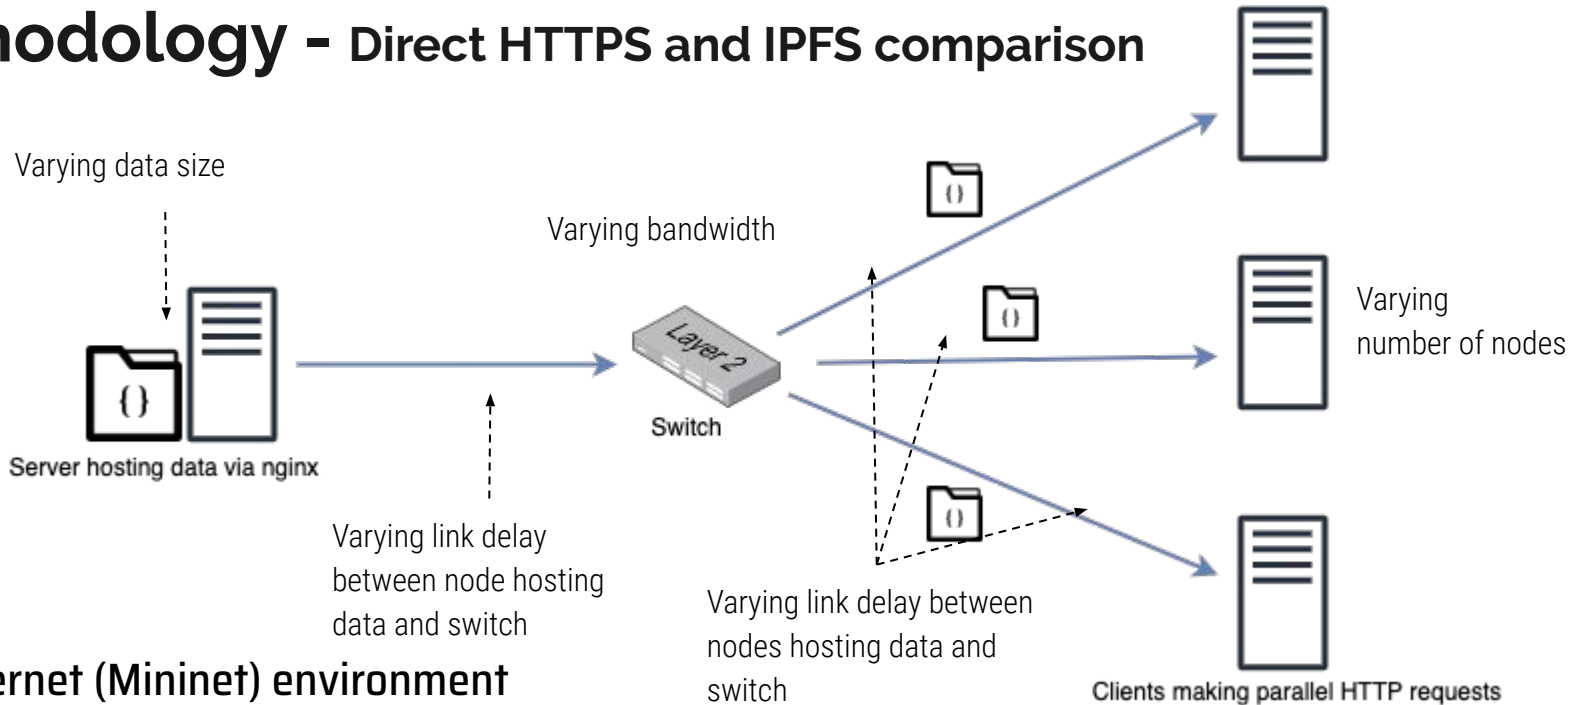 hodology - Direct HTTPS and IPFS comparison
Varying data size
Varying bandwidth
{ }
{ }
Layer 2
{ }
Varying
number of nodes
Switch
Server hosting data via nginx
{ }
Varying link delay
between node hosting
data and switch
Varying link delay between
nodes hosting data and
switch
ernet (Mininet) environment
Clients making parallel HTTP requests